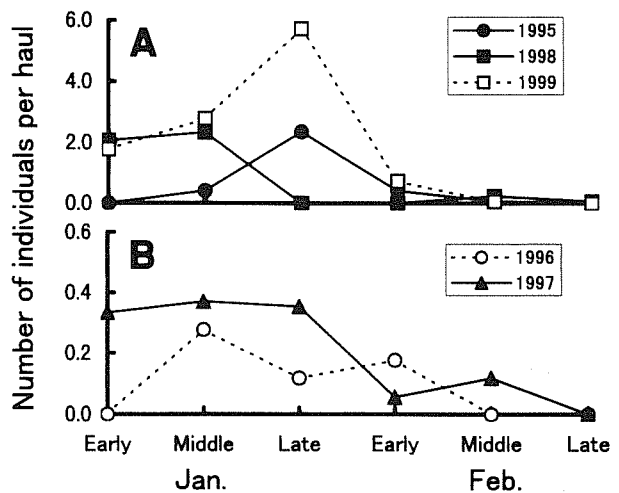 Number of individuals per haul
A
6.0
4.0
2.0
0.0
1995
1998
1999
B
0.6
0.4
0.2
0.0
1996
1997
Early Middle Late Early Middle Late
Jan. Feb.